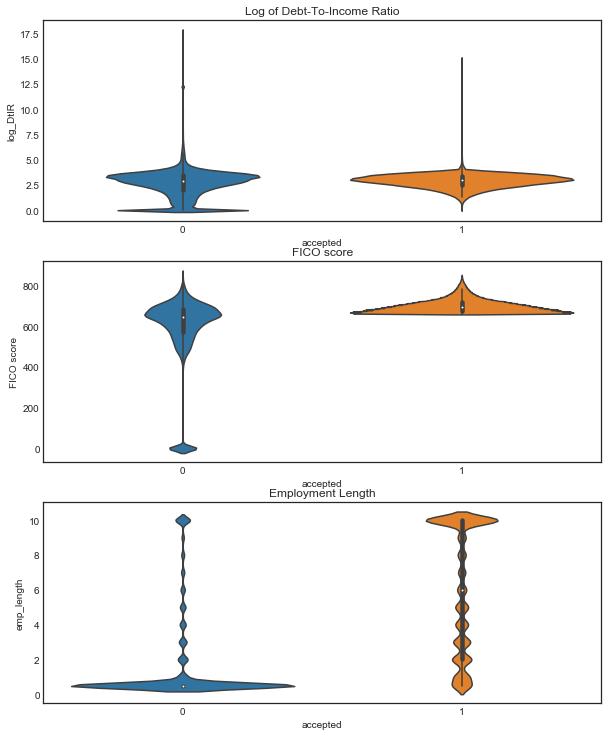 Log of Debt-To-Income Ratio
17.5
15.0
12.5
10.0
7.5
5.0
2.5
0.0
log_DtIR
0 1
accepted
FICO score
800
600
400
200
0
FICO score
0 1
accepted
Employment Length
10
8
6
4
2
0
emp_length
0 1
accepted